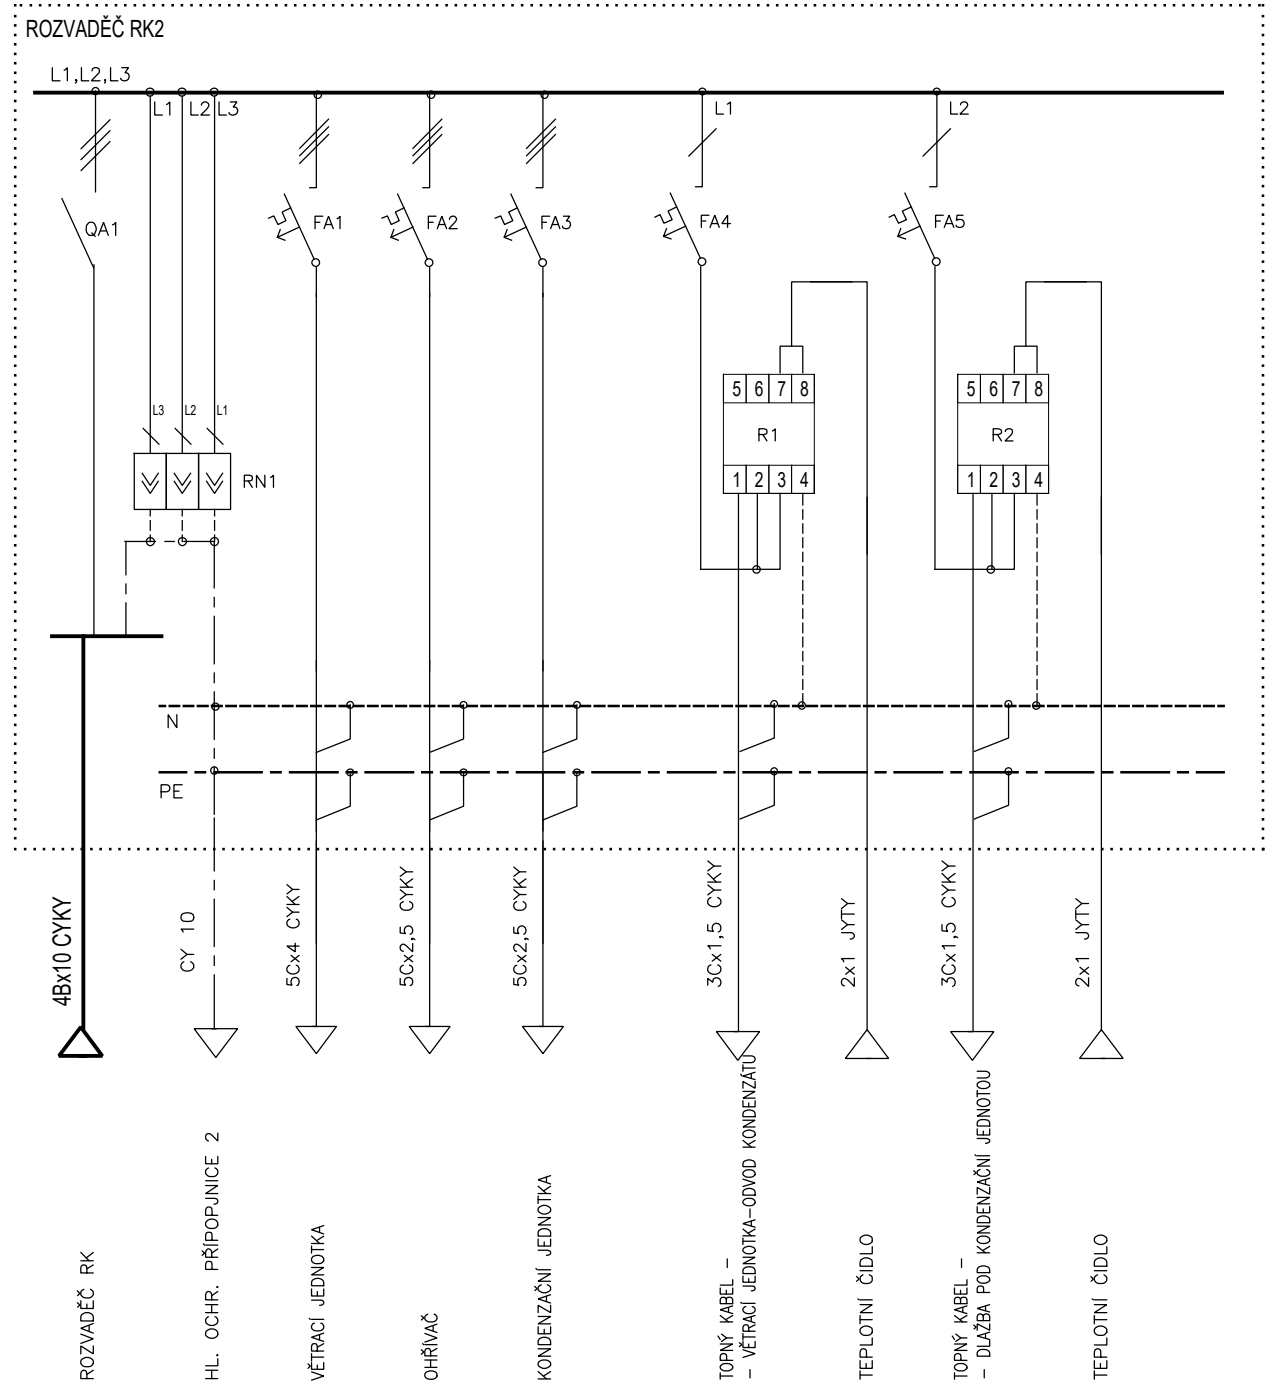 ROZVADĚČ RK2
L1,L2,L3
L1
L2
L3
L1
L2
QA1
FA1
FA2
FA3
FA4
FA5
5 6 7 8
5 6 7 8
L3
L2
L1
R1
R2
RN1
1 2 3 4
1 2 3 4
N
PE
4Bx10 CYKY
CY 10
5Cx4 CYKY
5Cx2,5 CYKY
5Cx2,5 CYKY
3Cx1,5 CYKY
2x1 JYTY
3Cx1,5 CYKY
2x1 JYTY
ROZVADĚČ RK
HL. OCHR. PŘÍPOPJNICE 2
VĚTRACÍ JEDNOTKA
OHŘÍVAČ
KONDENZAČNÍ JEDNOTKA
TOPNÝ KABEL –
– VĚTRACÍ JEDNOTKA–ODVOD KONDENZÁTU
TEPLOTNÍ ČIDLO
TOPNÝ KABEL –
– DLAŽBA POD KONDENZAČNÍ JEDNOTOU
TEPLOTNÍ ČIDLO